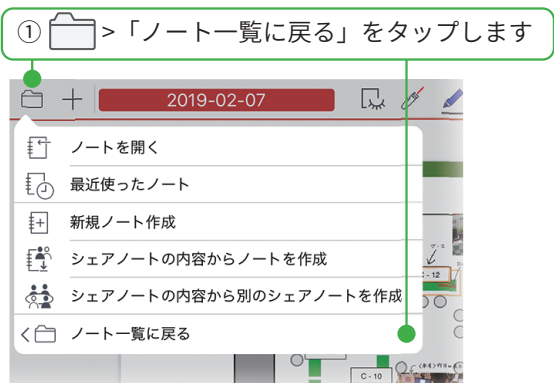 ① >「ノート一覧に戻る」をタップします
2019-02-07
ノートを開く
最近使ったノート
新規ノート作成
シェアノートの内容からノートを作成
シェアノートの内容から別のシェアノートを作成
ノート一覧に戻る
C - 12
C - 10